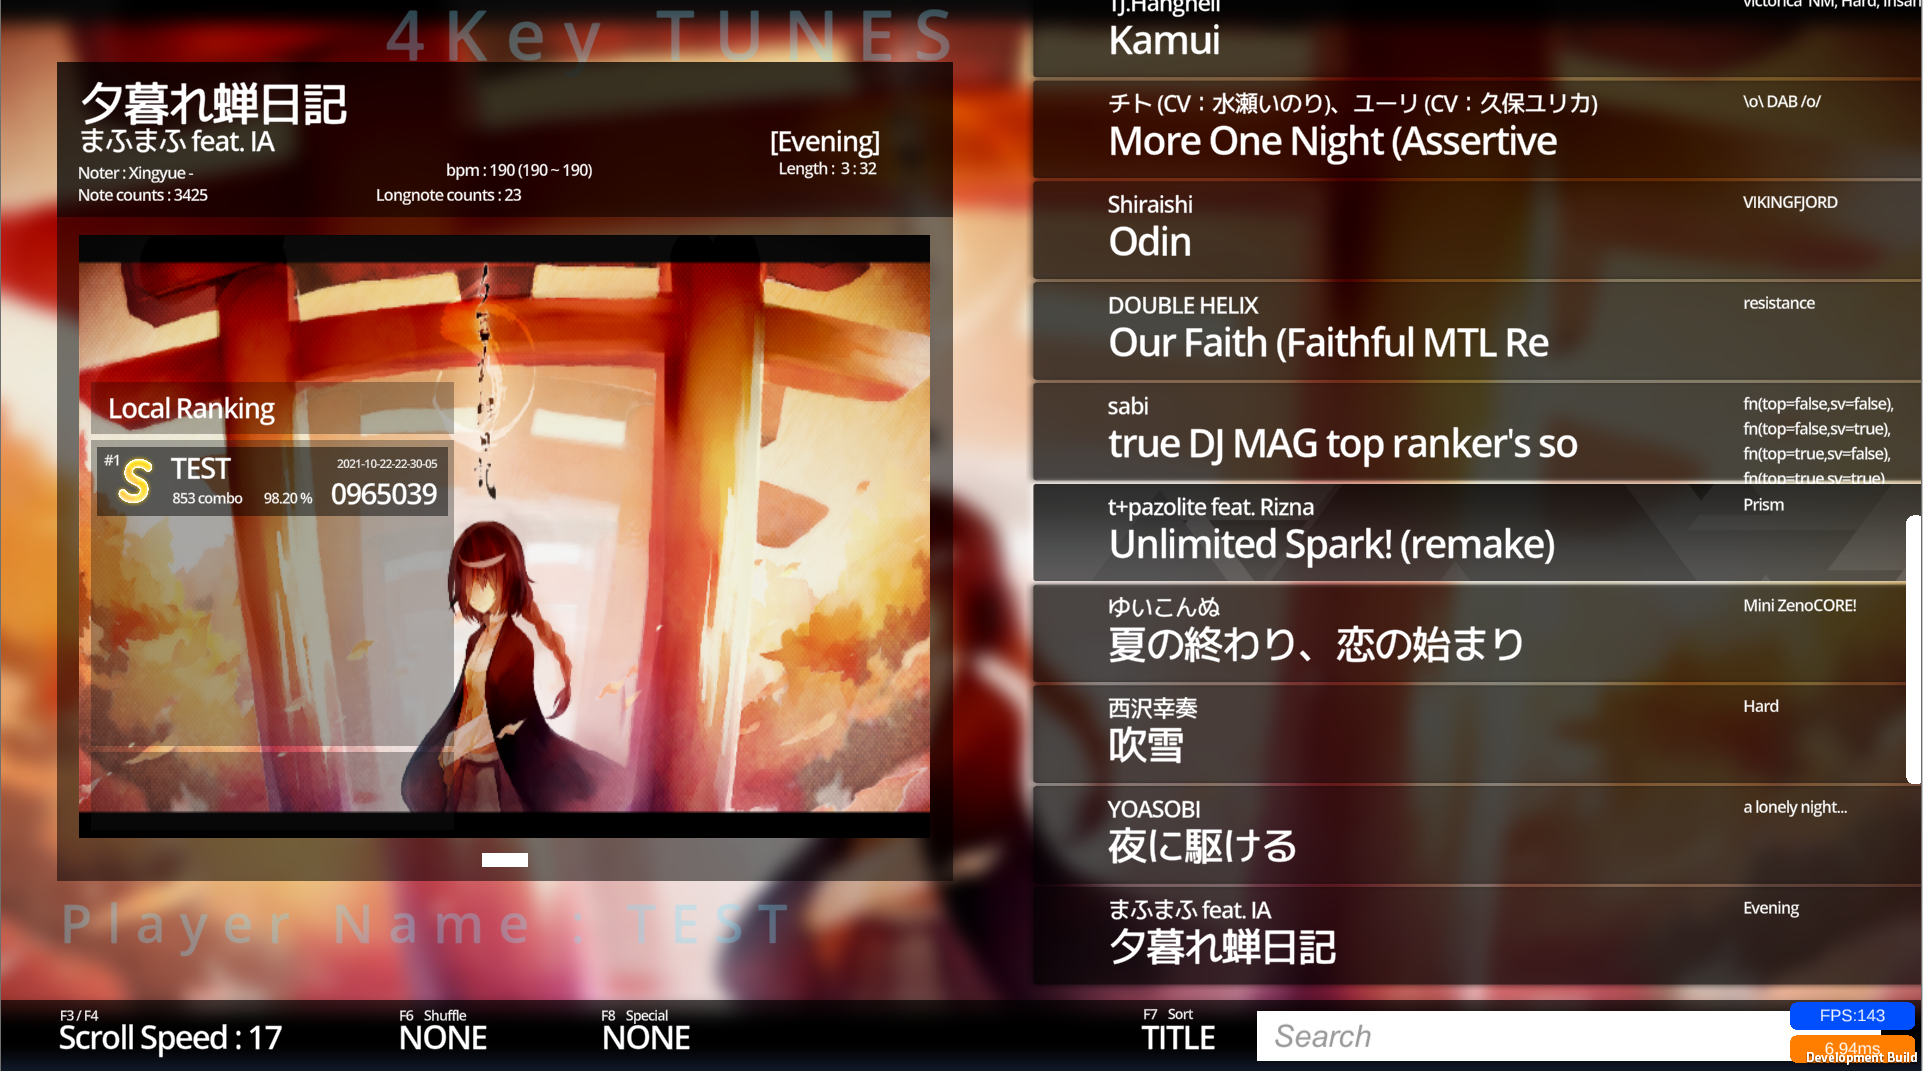 4Key TUNES
夕暮れ蝉日記
まふまふ feat. IA
[Evening]
Noter : Xingyue -
bpm : 190 (190 ~ 190)
Length : 3 : 32
Note counts : 3425
Longnote counts : 23
Local Ranking
#1
S
TEST
2021-10-22-22-30-05
853 combo
98.20 %
0965039
Player Name : TEST
TJ.Hangneil
Kamui
チト (CV：水瀬いのり)、ユーリ (CV：久保ユリカ)
\o\ DAB /o/
More One Night (Assertive
Shiraishi
VIKINGFJORD
Odin
DOUBLE HELIX
resistance
Our Faith (Faithful MTL Re
sabi
fn(top=false,sv=false),
fn(top=false,sv=true),
fn(top=true,sv=false),
fn(top=true,sv=true)
true DJ MAG top ranker's so
t+pazolite feat. Rizna
Prism
Unlimited Spark! (remake)
ゆいこんぬ
Mini ZenoCORE!
夏の終わり、恋の始まり
西沢幸奏
Hard
吹雪
YOASOBI
a lonely night...
夜に駆ける
まふまふ feat. IA
Evening
夕暮れ蝉日記
F3 / F4
Scroll Speed : 17
F6 Shuffle
NONE
F8 Special
NONE
F7 Sort
TITLE
Search
FPS:143
6.94ms
Development Build